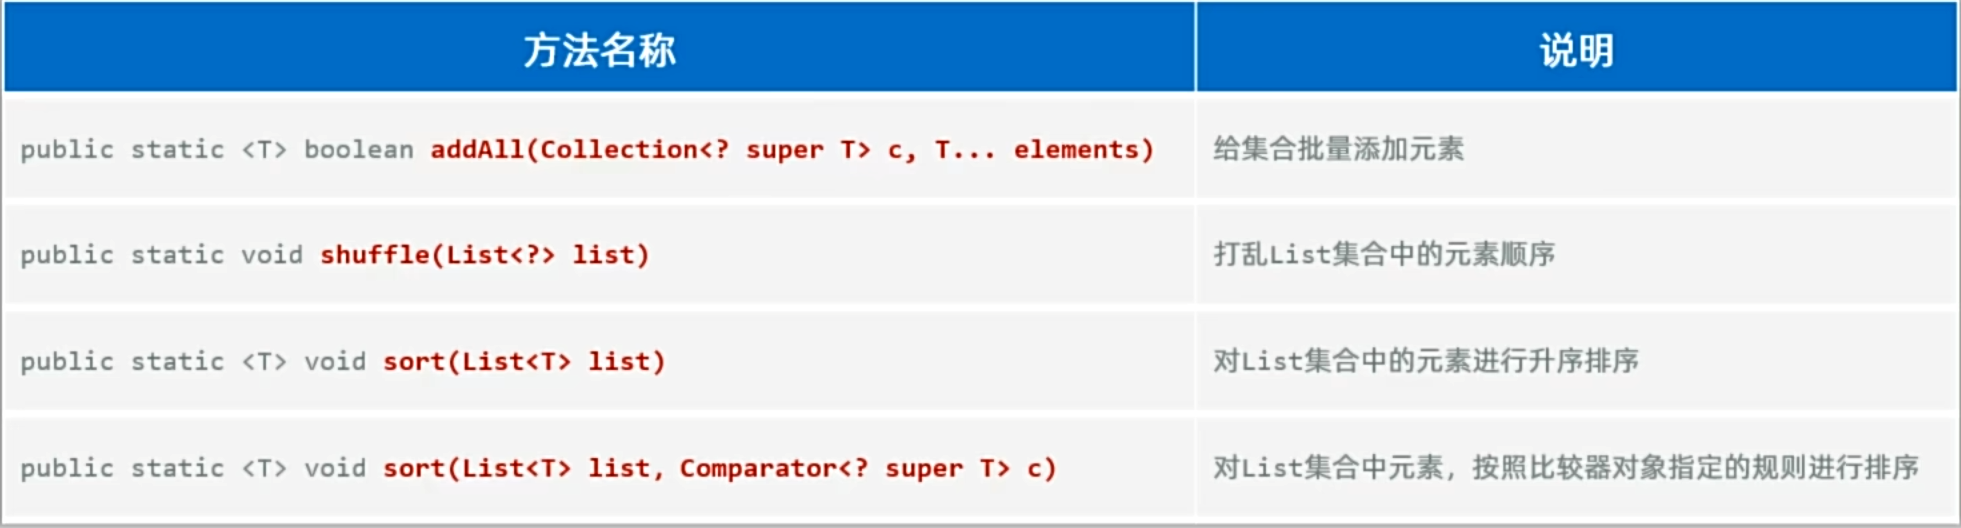 方法名称
说明
public static <T> boolean addAll(Collection<? super T> c, T... elements)
给集合批量添加元素
public static void shuffle(List<?> list)
打乱List集合中的元素顺序
public static <T> void sort(List<T> list)
对List集合中的元素进行升序排序
public static <T> void sort(List<T> list, Comparator<? super T> c)
对List集合中元素，按照比较器对象指定的规则进行排序